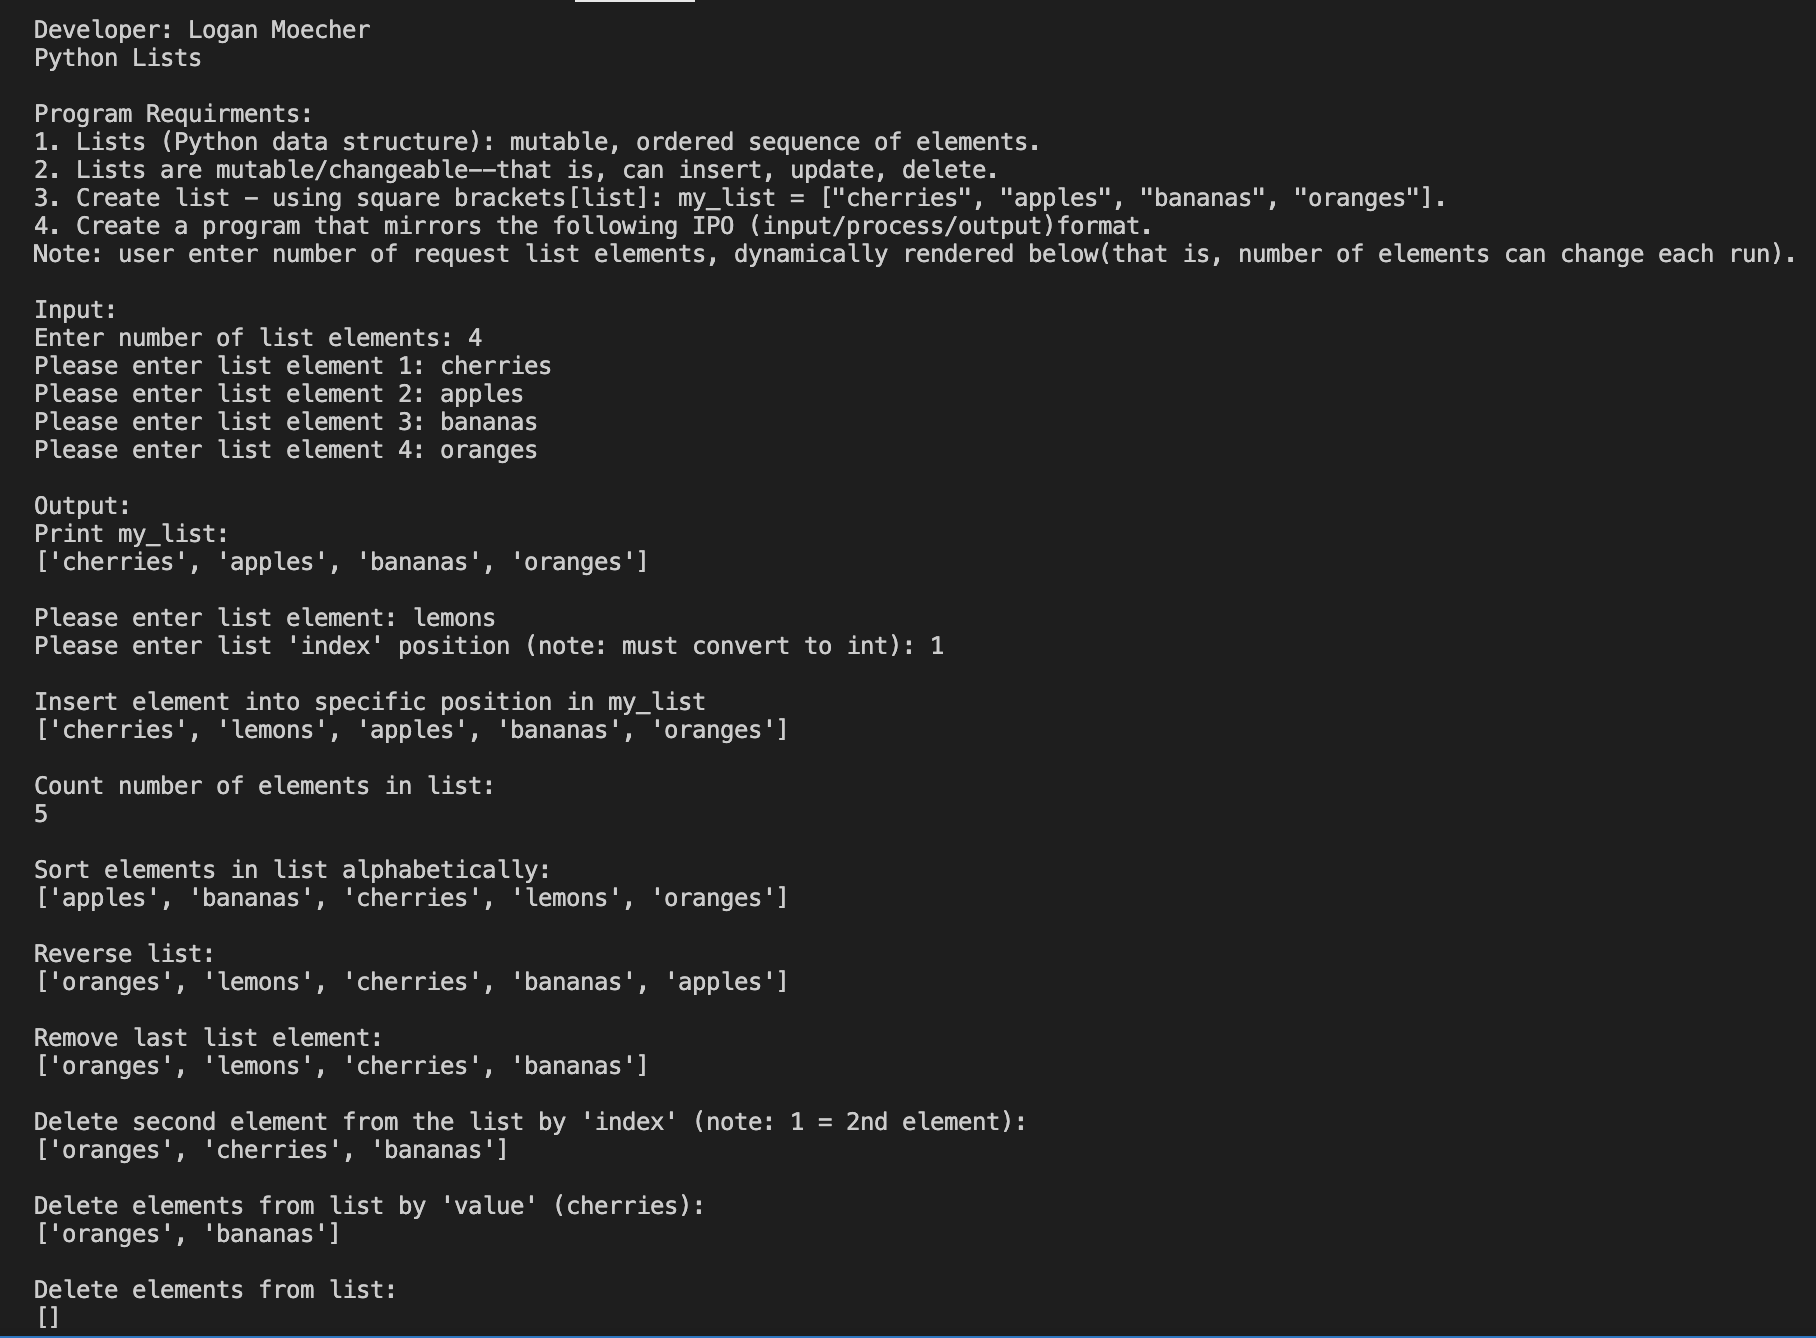 Developer: Logan Moecher
Python Lists
Program Requirments:
1. Lists (Python data structure): mutable, ordered sequence of elements.
2. Lists are mutable/changeable--that is, can insert, update, delete.
3. Create list - using square brackets[list]: my_list = ["cherries", "apples", "bananas", "oranges"].
4. Create a program that mirrors the following IPO (input/process/output)format.
Note: user enter number of request list elements, dynamically rendered below(that is, number of elements can change each run).
Input:
Enter number of list elements: 4
Please enter list element 1: cherries
Please enter list element 2: apples
Please enter list element 3: bananas
Please enter list element 4: oranges
Output:
Print my_list:
['cherries', 'apples', 'bananas', 'oranges']
Please enter list element: lemons
Please enter list 'index' position (note: must convert to int): 1
Insert element into specific position in my_list
['cherries', 'lemons', 'apples', 'bananas', 'oranges']
Count number of elements in list:
5
Sort elements in list alphabetically:
['apples', 'bananas', 'cherries', 'lemons', 'oranges']
Reverse list:
['oranges', 'lemons', 'cherries', 'bananas', 'apples']
Remove last list element:
['oranges', 'lemons', 'cherries', 'bananas']
Delete second element from the list by 'index' (note: 1 = 2nd element):
['oranges', 'cherries', 'bananas']
Delete elements from list by 'value' (cherries):
['oranges', 'bananas']
Delete elements from list:
[]